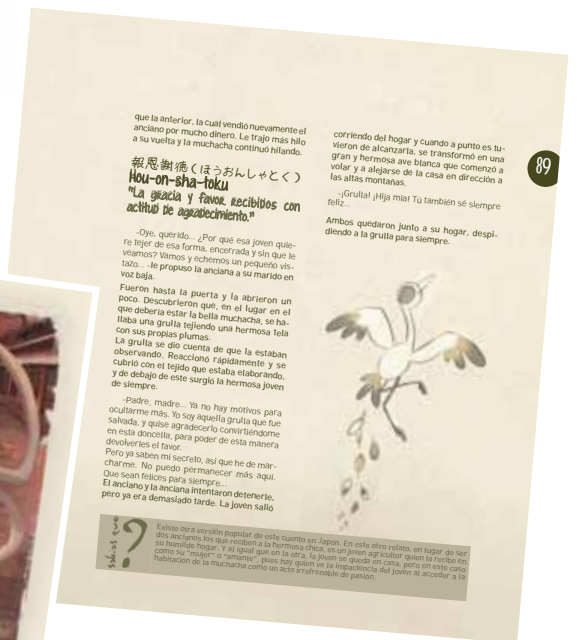 que la anterior, la cual vendió nuevamente el
anciano por mucho dinero. Le trajo más hilo
a su vuelta y la muchacha continuó hilando.
報恩謝徳(ほうおんしゃとく)
Hou-on-sha-toku
"La gracia y favor recibidos con
actitud de agradecimiento."
-Oye, querido... ¿Por qué esa joven quie-
re tejer de esa forma, encerrada y sin que le
veamos? Vamos y echemos un pequeño vis-
tazo... -le propuso la anciana a su marido en
voz baja.
Fueron hasta la puerta y la abrieron un
poco. Descubrieron que, en el lugar en el
que debería estar la bella muchacha, se ha-
llaba una grulla tejiendo una hermosa tela
con sus propias plumas.
La grulla se dio cuenta de que la estaban
observando. Reaccionó rápidamente y se
cubrió con el tejido que estaba elaborando,
y de debajo de este surgió la hermosa joven
de siempre.
-Padre, madre... Ya no hay motivos para
ocultarme más. Yo soy aquella grulla que fue
salvada, y quise agradecerlo convirtiéndome
en esta doncella, para poder de esta manera
devolverles el favor.
Pero ya saben mi secreto, así que he de mar-
charme. No puedo permanecer más aquí.
Que sean felices para siempre...
El anciano y la anciana intentaron detenerle,
pero ya era demasiado tarde. La joven salió
corriendo del hogar y cuando a punto es tu-
vieron de alcanzarla, se transformó en una
gran y hermosa ave blanca que comenzó a
volar y a alejarse de la casa en dirección a
las altas montañas.
-¡Grulla! ¡Hija mía! Tú también sé siempre
feliz...
Ambos quedaron junto a su hogar, despi-
diendo a la grulla para siempre.
89
sabías que
?
Existe otra versión popular de este cuento en Japón. En este otro relato, en lugar de ser
dos ancianos los que reciben a la hermosa chica, es un joven agricultor quien la recibe en
su humilde hogar. Y al igual que en la otra, la joven se queda en casa, pero en este caso
como su "mujer" o "amante", pues hay quien ve la impaciencia del joven al acceder a la
habitación de la muchacha como un acto irrefrenable de pasión.